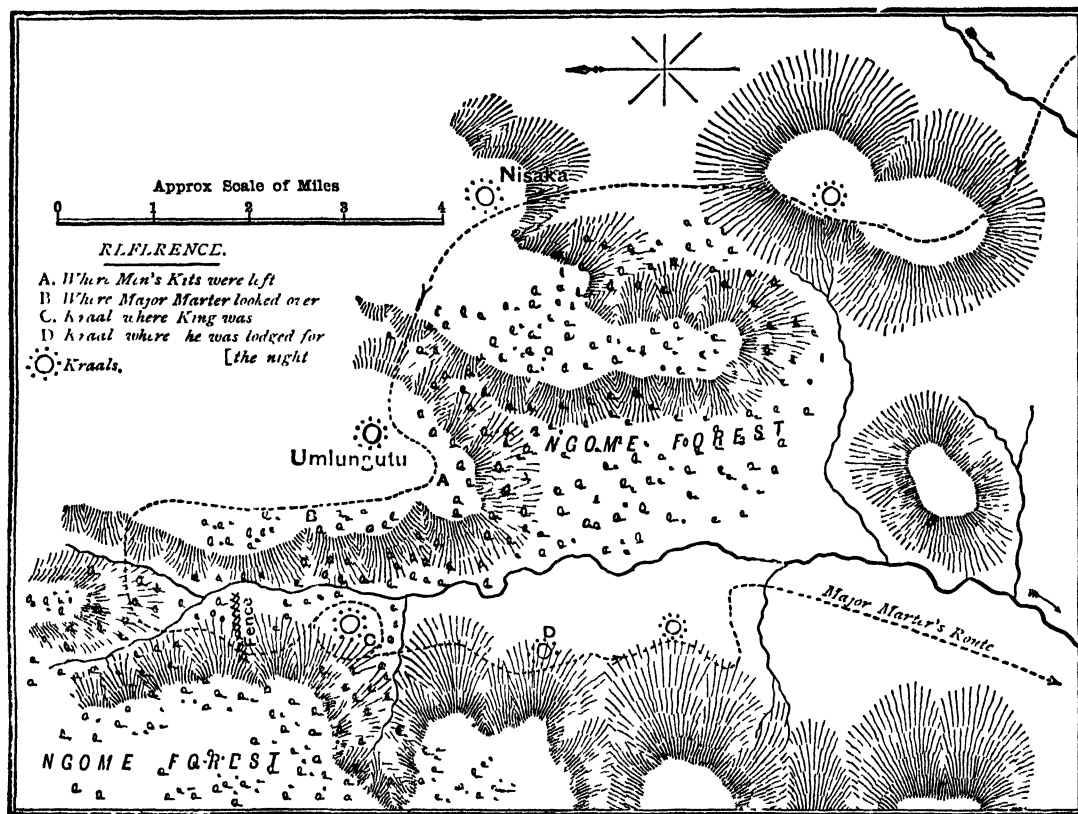 Nisaka
Approx Scale of Miles
0 1 2 3 4
REFERENCE.
A. Where Men's Kits were left
B Where Major Marter looked over
C. Kraal where King was
D Kraal where he was lodged for
[the night
Kraals.
NGOME FOREST
Umlungutu
A
B
Major Marter's Route
Fence
C
D
NGOME FOREST